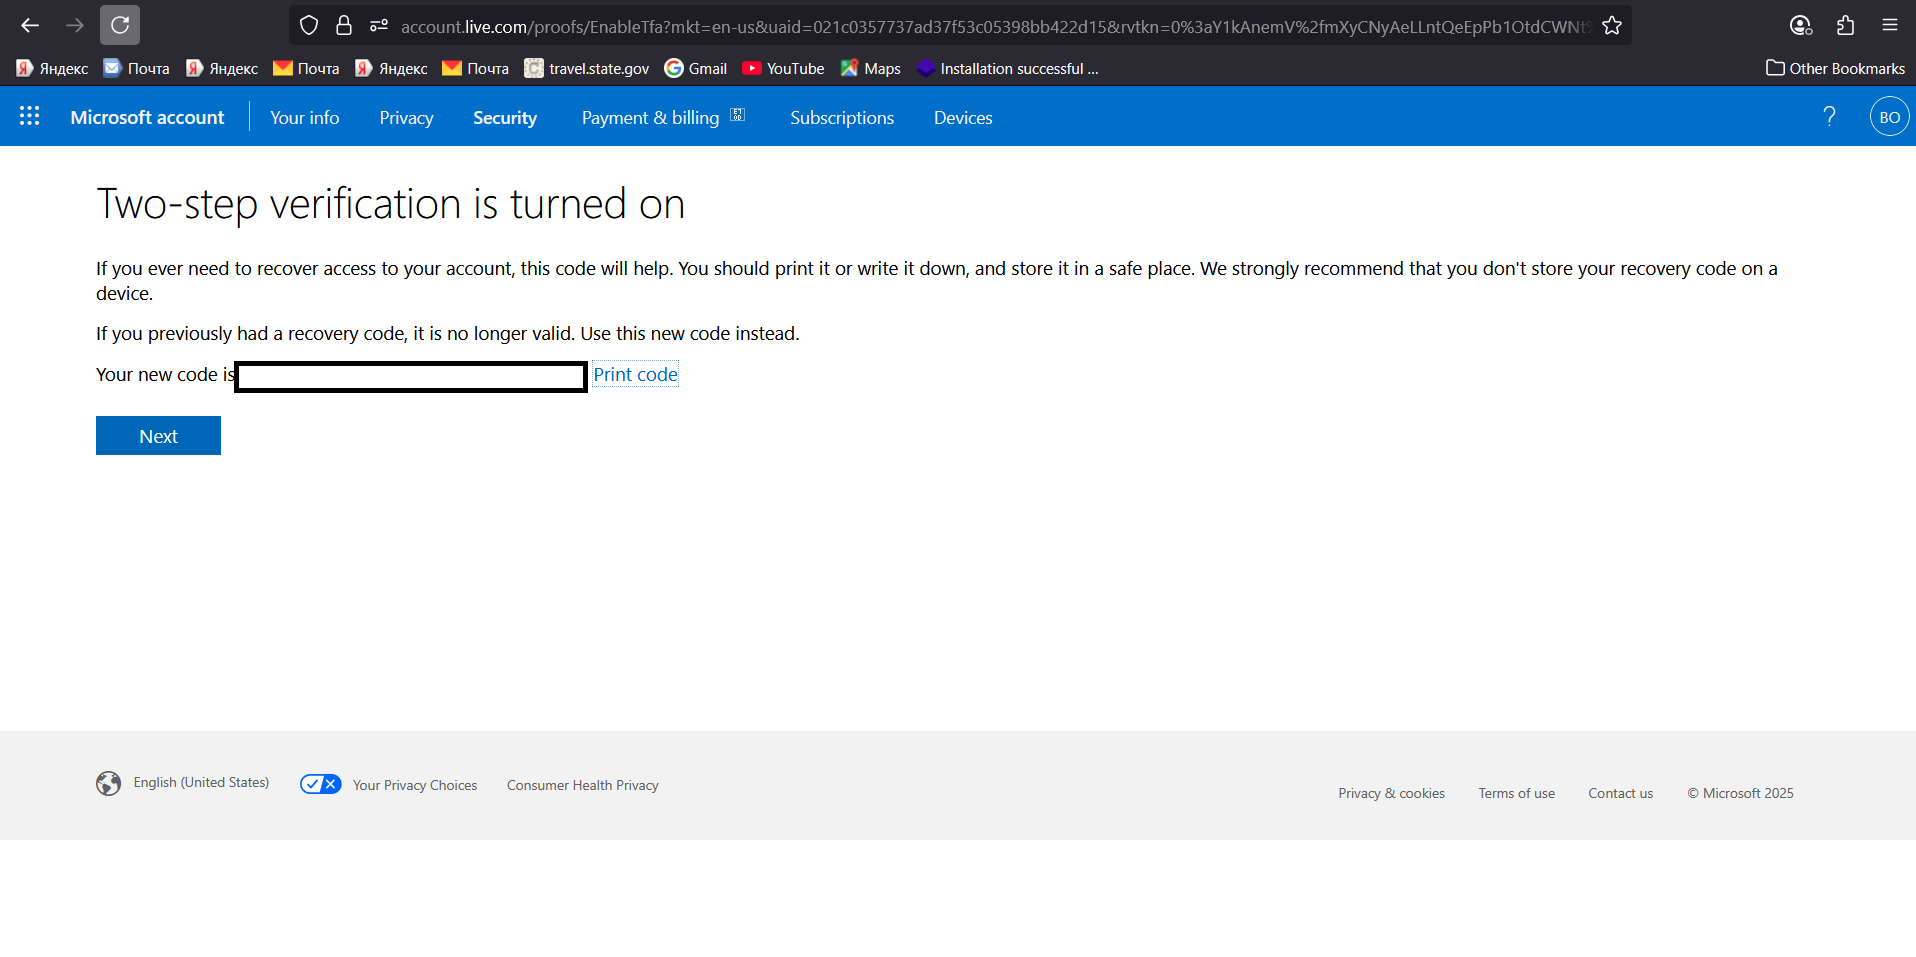 account.live.com/proofs/EnableTfa?mkt=en-us&uaid=021c0357737ad37f53c05398bb422d15&rvtkn=0%3aY1kAnemV%2fmXyCNyAeLLntQeEpPb1OtdCWNt
Яндекс Почта Яндекс Почта Яндекс Почта travel.state.gov Gmail YouTube Maps Installation successful ... Other Bookmarks
Microsoft account Your info Privacy Security Payment & billing Subscriptions Devices ? BO
Two-step verification is turned on
If you ever need to recover access to your account, this code will help. You should print it or write it down, and store it in a safe place. We strongly recommend that you don't store your recovery code on a
device.
If you previously had a recovery code, it is no longer valid. Use this new code instead.
Your new code is Print code
Next
English (United States) Your Privacy Choices Consumer Health Privacy
Privacy & cookies Terms of use Contact us © Microsoft 2025